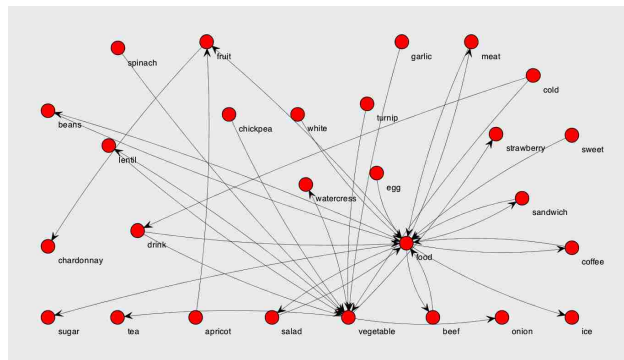 spinach
fruit
garlic
meat
cold
beans
chickpea
white
turnip
strawberry
sweet
lentil
watercress
egg
sandwich
chardonnay
drink
food
coffee
sugar
tea
apricot
salad
vegetable
beef
onion
ice